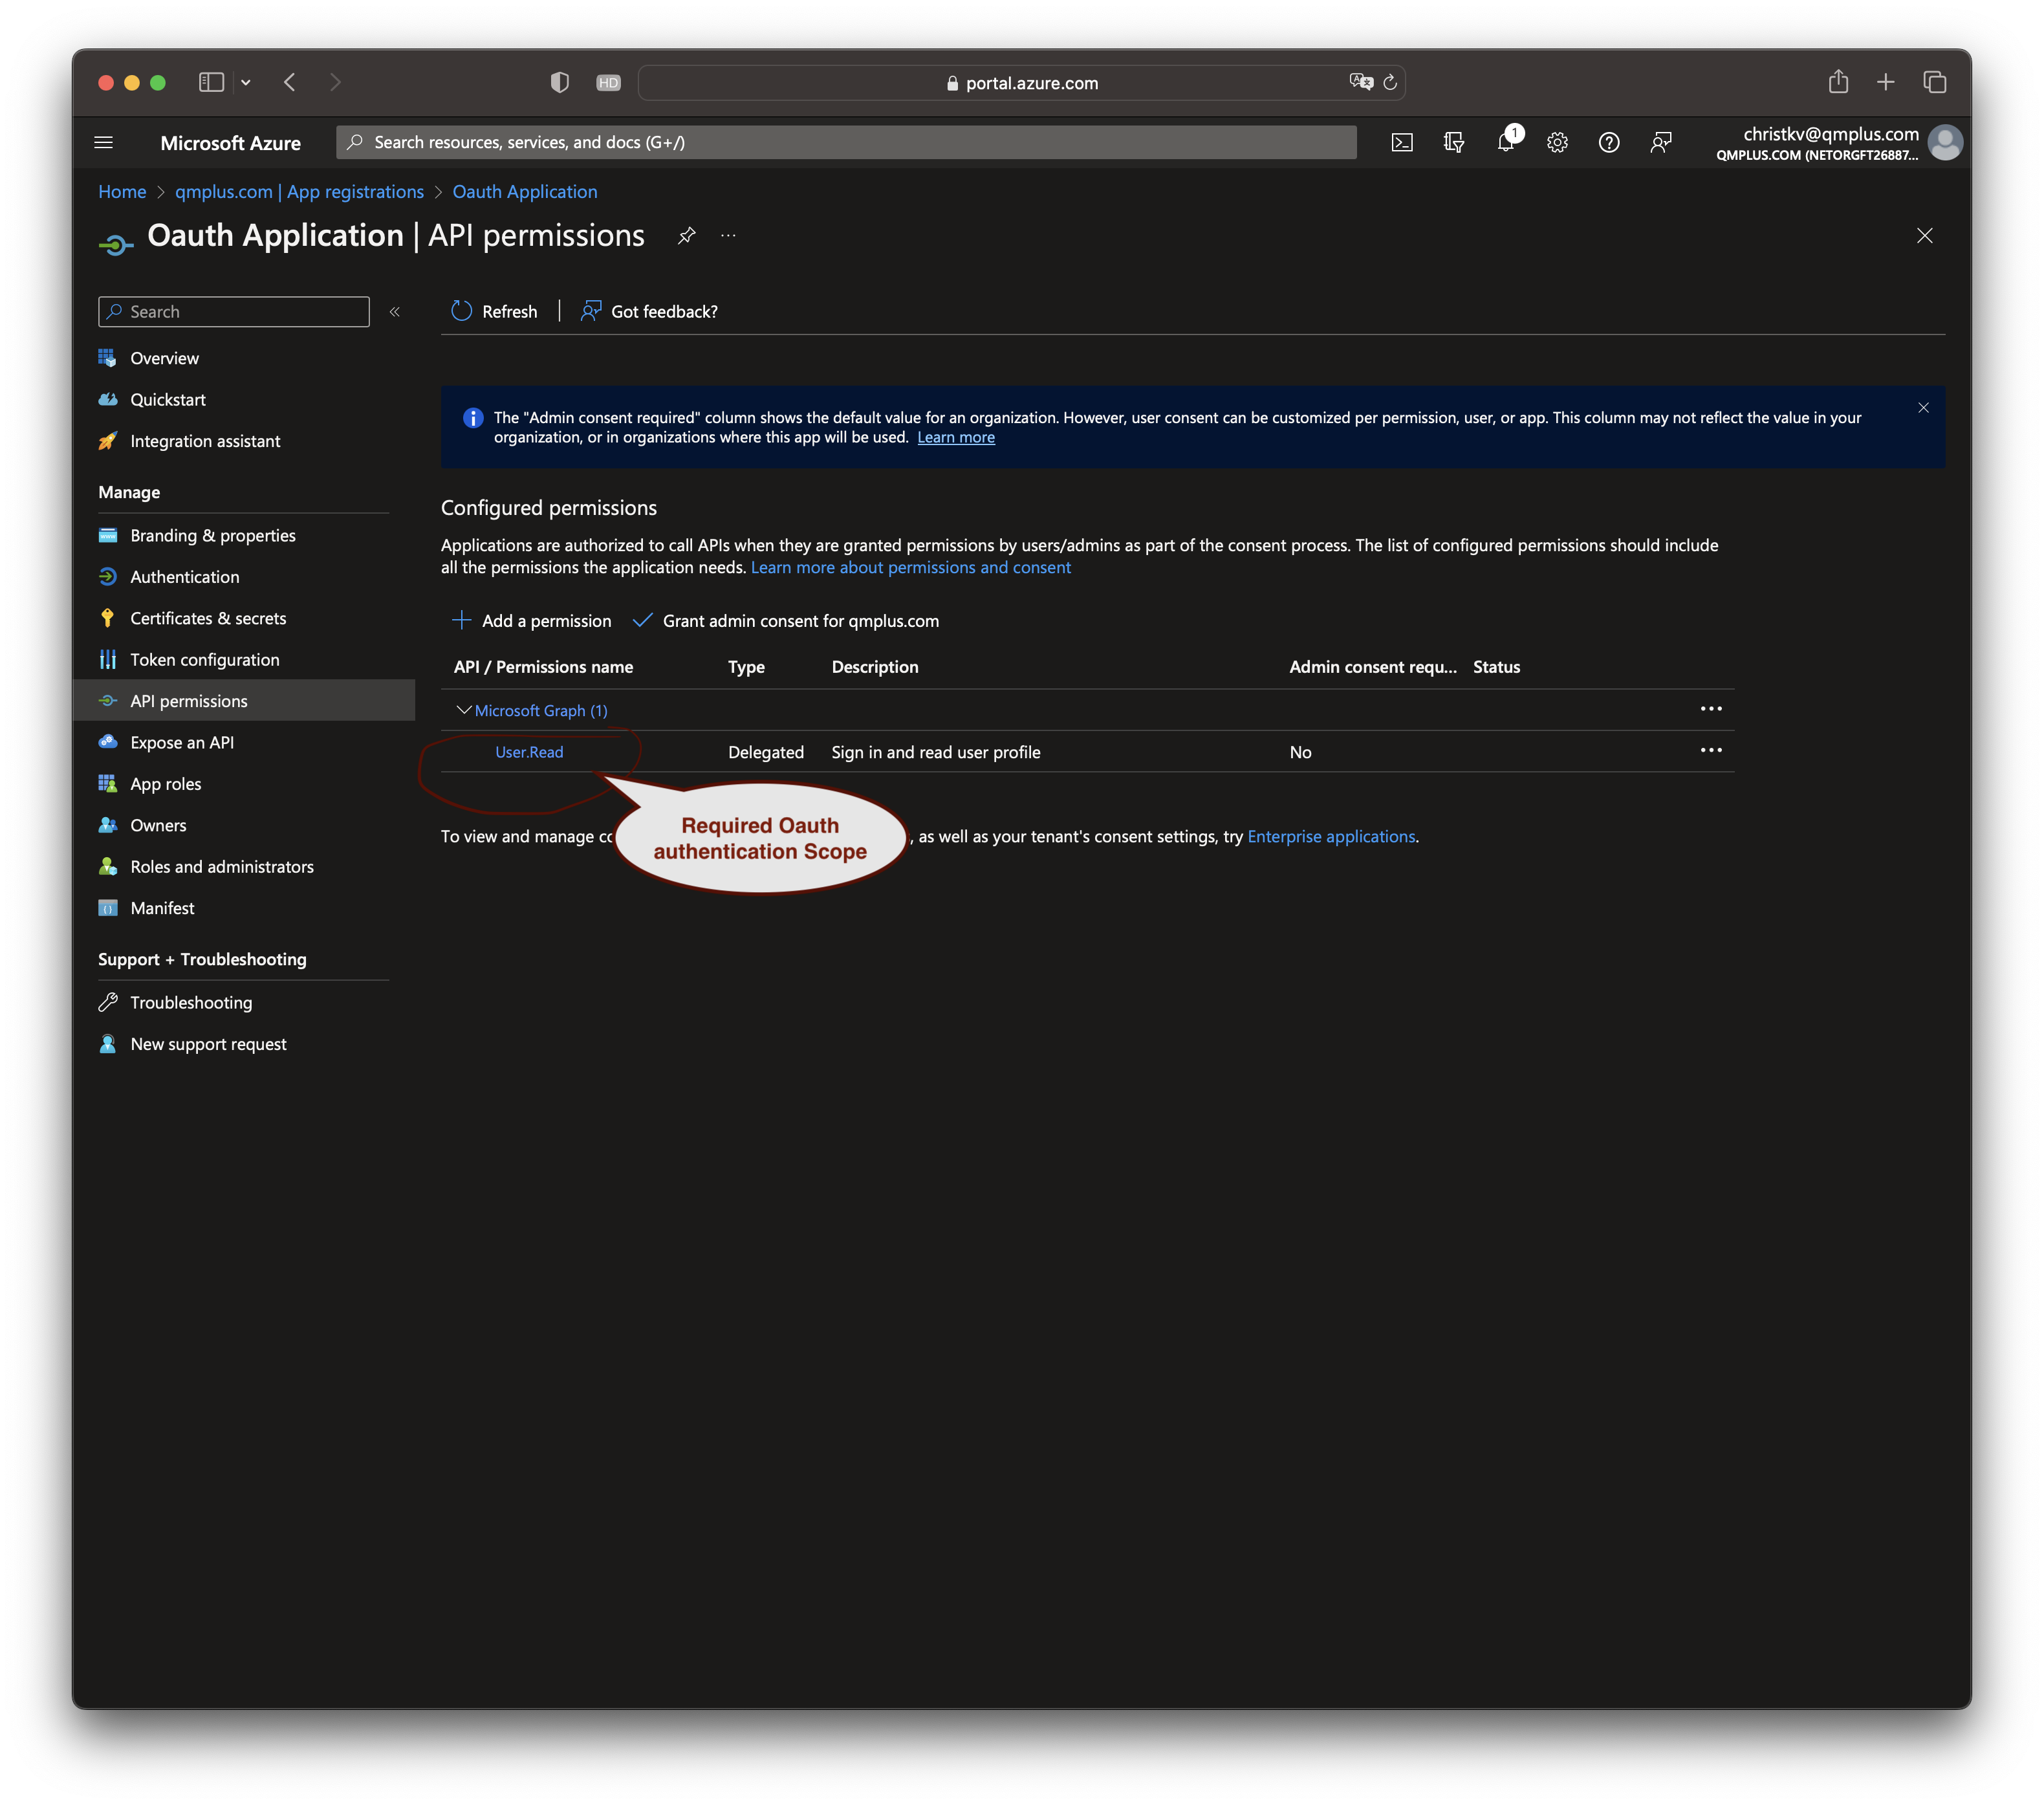 HD
portal.azure.com
Microsoft Azure
Search resources, services, and docs (G+/)
1
christkv@qmplus.com
QMPLUS.COM (NETORGFT26887...
Home > qmplus.com | App registrations > Oauth Application
Oauth Application | API permissions
Search
Refresh
Got feedback?
Overview
Quickstart
Integration assistant
Manage
Branding & properties
Authentication
Certificates & secrets
Token configuration
API permissions
Expose an API
App roles
Owners
Roles and administrators
Manifest
Support + Troubleshooting
Troubleshooting
New support request
The "Admin consent required" column shows the default value for an organization. However, user consent can be customized per permission, user, or app. This column may not reflect the value in your
organization, or in organizations where this app will be used. Learn more
Configured permissions
Applications are authorized to call APIs when they are granted permissions by users/admins as part of the consent process. The list of configured permissions should include
all the permissions the application needs. Learn more about permissions and consent
Add a permission
Grant admin consent for qmplus.com
API / Permissions name Type Description Admin consent requ... Status
Microsoft Graph (1)
User.Read Delegated Sign in and read user profile No
Required Oauth
authentication Scope
To view and manage , as well as your tenant's consent settings, try Enterprise applications.